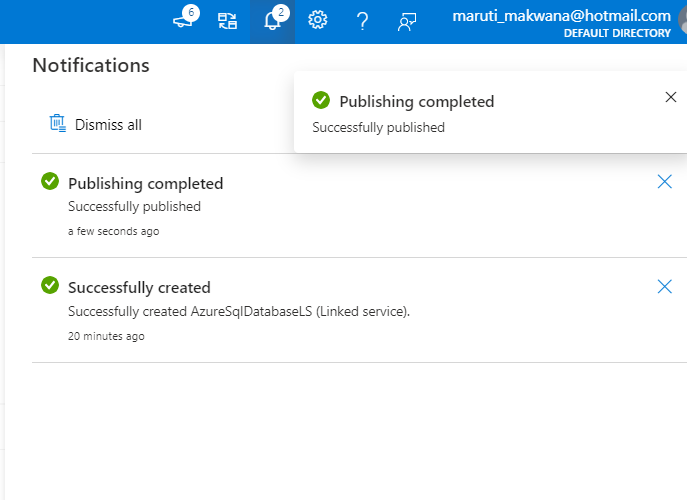 6
2
maruti_makwana@hotmail.com
DEFAULT DIRECTORY
Notifications
Publishing completed
Successfully published
Dismiss all
Publishing completed
Successfully published
a few seconds ago
Successfully created
Successfully created AzureSqlDatabaseLS (Linked service).
20 minutes ago